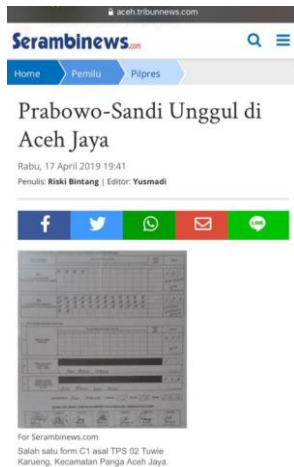 aceh.tribunnews.com
Serambinews.com
Home Pemilu Pilpres
Prabowo-Sandi Unggul di
Aceh Jaya
Rabu, 17 April 2019 19:41
Penulis: Riski Bintang | Editor: Yusmadi
For Serambinews.com
Salah satu form C1 asal TPS 02 Tuwie
Karueng, Kecamatan Panga Aceh Jaya.